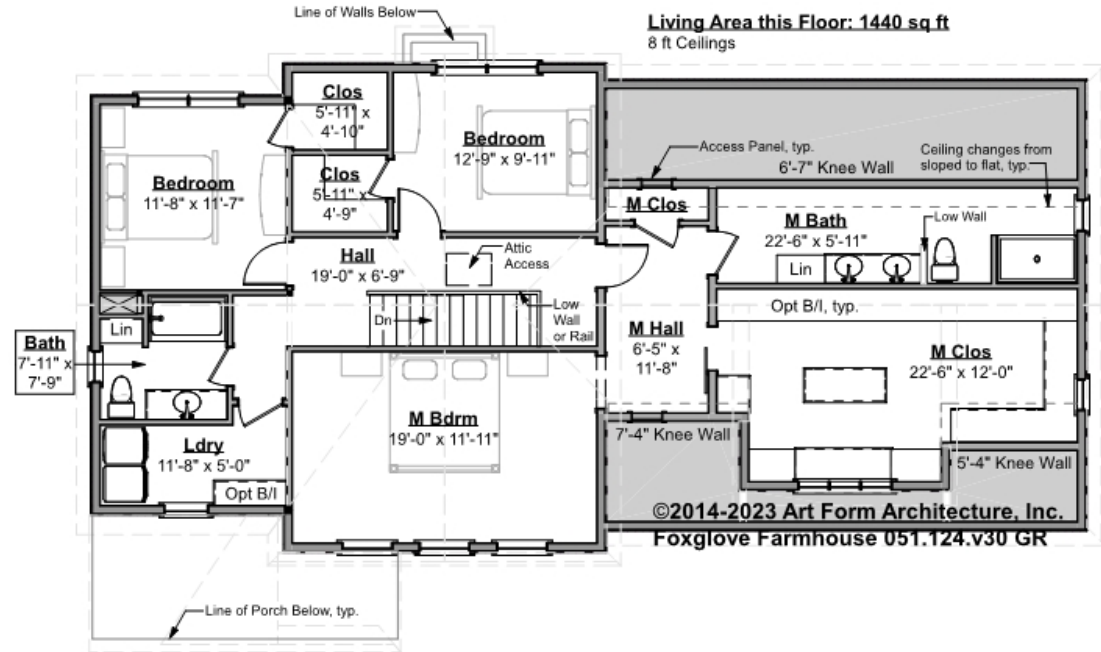 Line of Walls Below
Living Area this Floor: 1440 sq ft
8 ft Ceilings
Clos
5'-11" x
4'-10"
Bedroom
12'-9" x 9'-11"
Access Panel, typ.
6'-7" Knee Wall
Ceiling changes from
sloped to flat, typ.
Bedroom
11'-8" x 11'-7"
Clos
5'-11" x
4'-9"
M Clos
M Bath
22'-6" x 5'-11"
Low Wall
Lin
Hall
19'-0" x 6'-9"
Attic
Access
Dn
Low
Wall
or Rail
M Hall
6'-5" x
11'-8"
Opt B/I, typ.
M Clos
22'-6" x 12'-0"
Lin
Bath
7'-11" x
7'-9"
M Bdrm
19'-0" x 11'-11"
Ldry
11'-8" x 5'-0"
Opt B/I
7'-4" Knee Wall
5'-4" Knee Wall
©2014-2023 Art Form Architecture, Inc.
Foxglove Farmhouse 051.124.v30 GR
Line of Porch Below, typ.